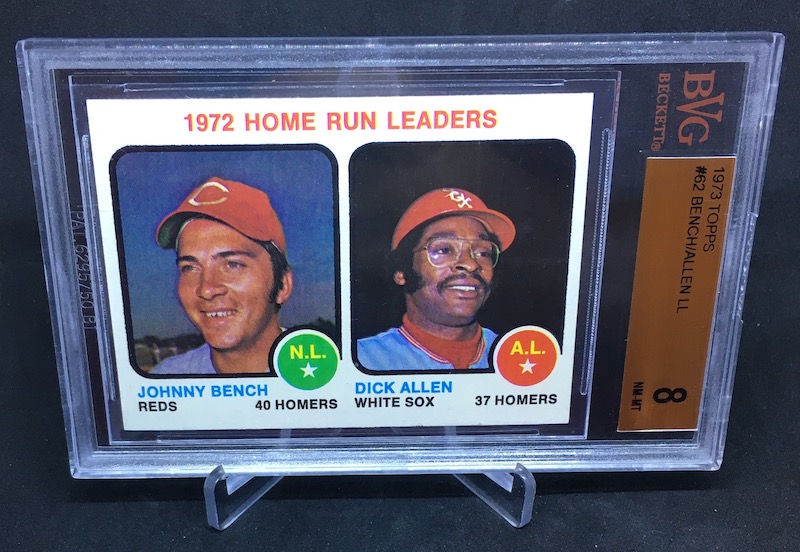 1972 HOME RUN LEADERS
C
SOX
N.L.
JOHNNY BENCH
REDS
40 HOMERS
A.L.
DICK ALLEN
WHITE SOX
37 HOMERS
BVG
BECKETT®
1973 TOPPS
#62 BENCH/ALLEN LL
8
NM-MT